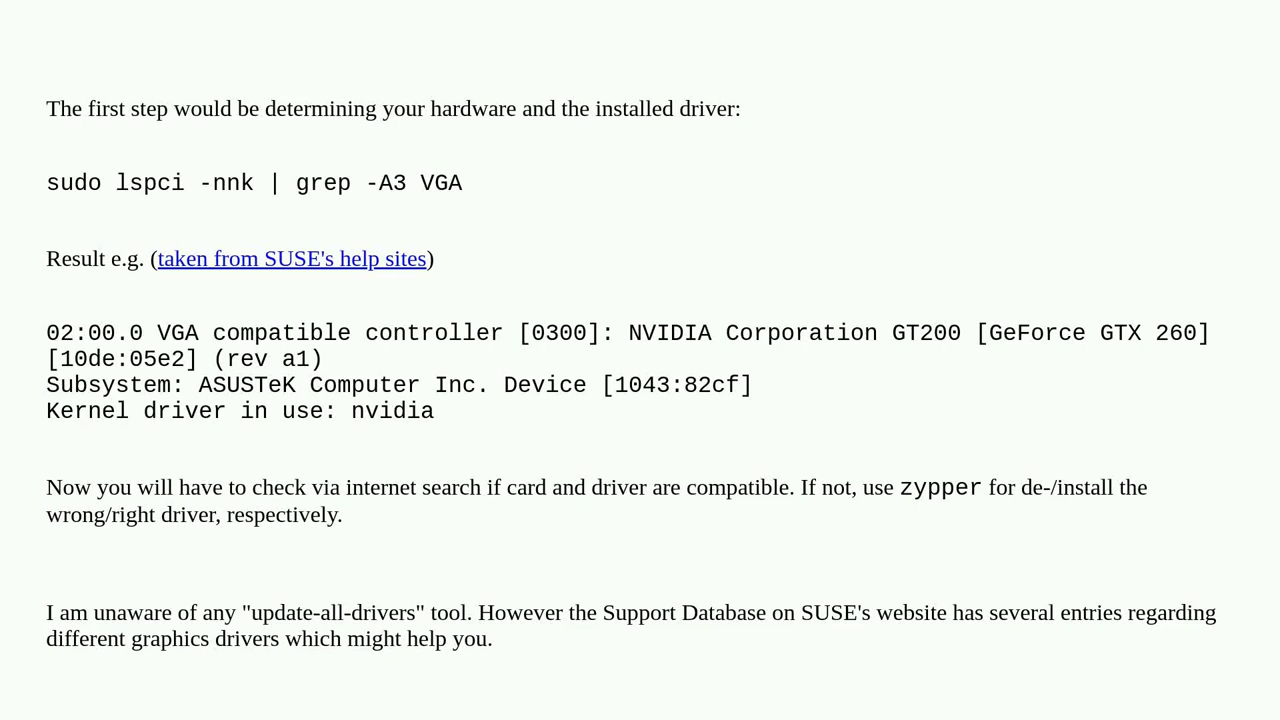 The first step would be determining your hardware and the installed driver:
sudo lspci -nnk | grep -A3 VGA
Result e.g. (taken from SUSE's help sites)
02:00.0 VGA compatible controller [0300]: NVIDIA Corporation GT200 [GeForce GTX 260]
[10de:05e2] (rev a1)
Subsystem: ASUSTeK Computer Inc. Device [1043:82cf]
Kernel driver in use: nvidia
Now you will have to check via internet search if card and driver are compatible. If not, use zypper for de-/install the
wrong/right driver, respectively.
I am unaware of any "update-all-drivers" tool. However the Support Database on SUSE's website has several entries regarding
different graphics drivers which might help you.